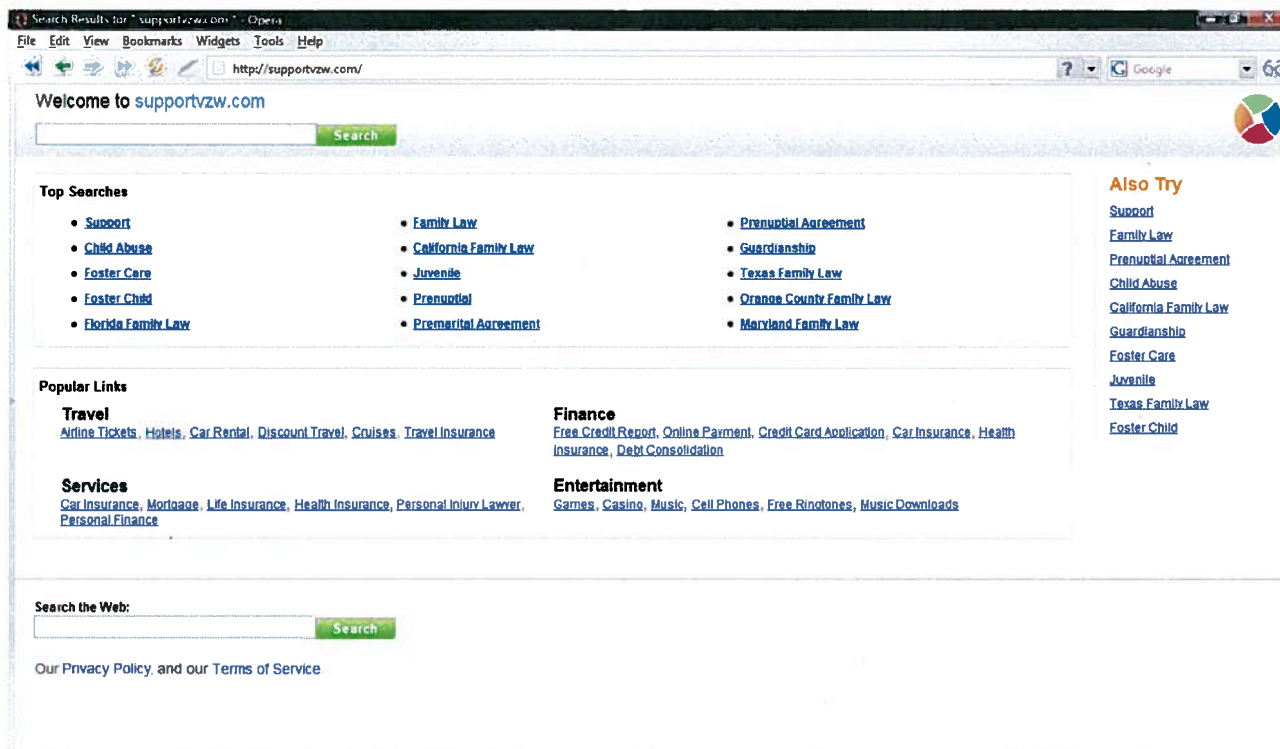 Search Results for "supportvzw.com" - Opera
File Edit View Bookmarks Widgets Tools Help
http://supportvzw.com/
? Google
Welcome to supportvzw.com
Search
Top Searches
Support
Family Law
Prenuptial Agreement
Child Abuse
California Family Law
Guardianship
Foster Care
Juvenile
Texas Family Law
Foster Child
Prenuptial
Orange County Family Law
Florida Family Law
Premarital Agreement
Maryland Family Law
Also Try
Support
Family Law
Prenuptial Agreement
Child Abuse
California Family Law
Guardianship
Foster Care
Juvenile
Texas Family Law
Foster Child
Popular Links
Travel
Airline Tickets, Hotels, Car Rental, Discount Travel, Cruises, Travel Insurance
Finance
Free Credit Report, Online Payment, Credit Card Application, Car Insurance, Health
Insurance, Debt Consolidation
Services
Car Insurance, Mortgage, Life Insurance, Health Insurance, Personal Injury Lawyer,
Personal Finance
Entertainment
Games, Casino, Music, Cell Phones, Free Ringtones, Music Downloads
Search the Web:
Search
Our Privacy Policy, and our Terms of Service